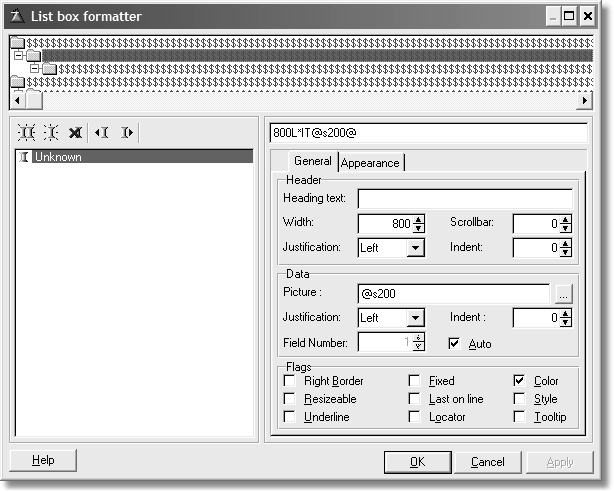 List box formatter
800L*IT@s200@
Unknown
General Appearance
Header
Heading text:
Width: 800 Scrollbar: 0
Justification: Left Indent: 0
Data
Picture : @s200 ...
Justification: Left Indent : 0
Field Number: 1 Auto
Flags
Right Border Fixed Color
Resizeable Last on line Style
Underline Locator Tooltip
Help OK Cancel Apply